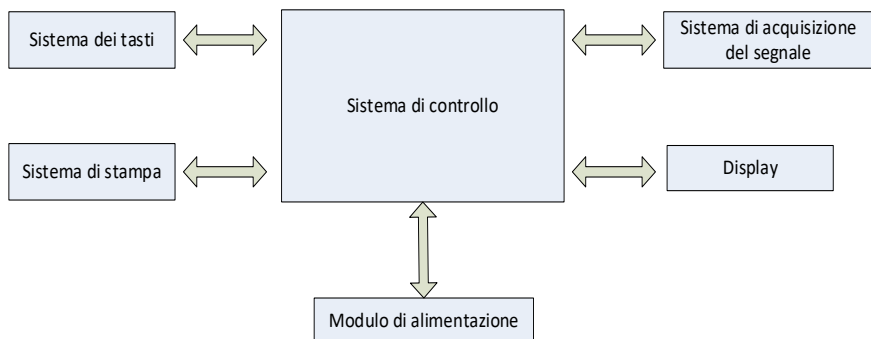 Sistema dei tasti
Sistema di acquisizione
del segnale
Sistema di controllo
Sistema di stampa
Display
Modulo di alimentazione